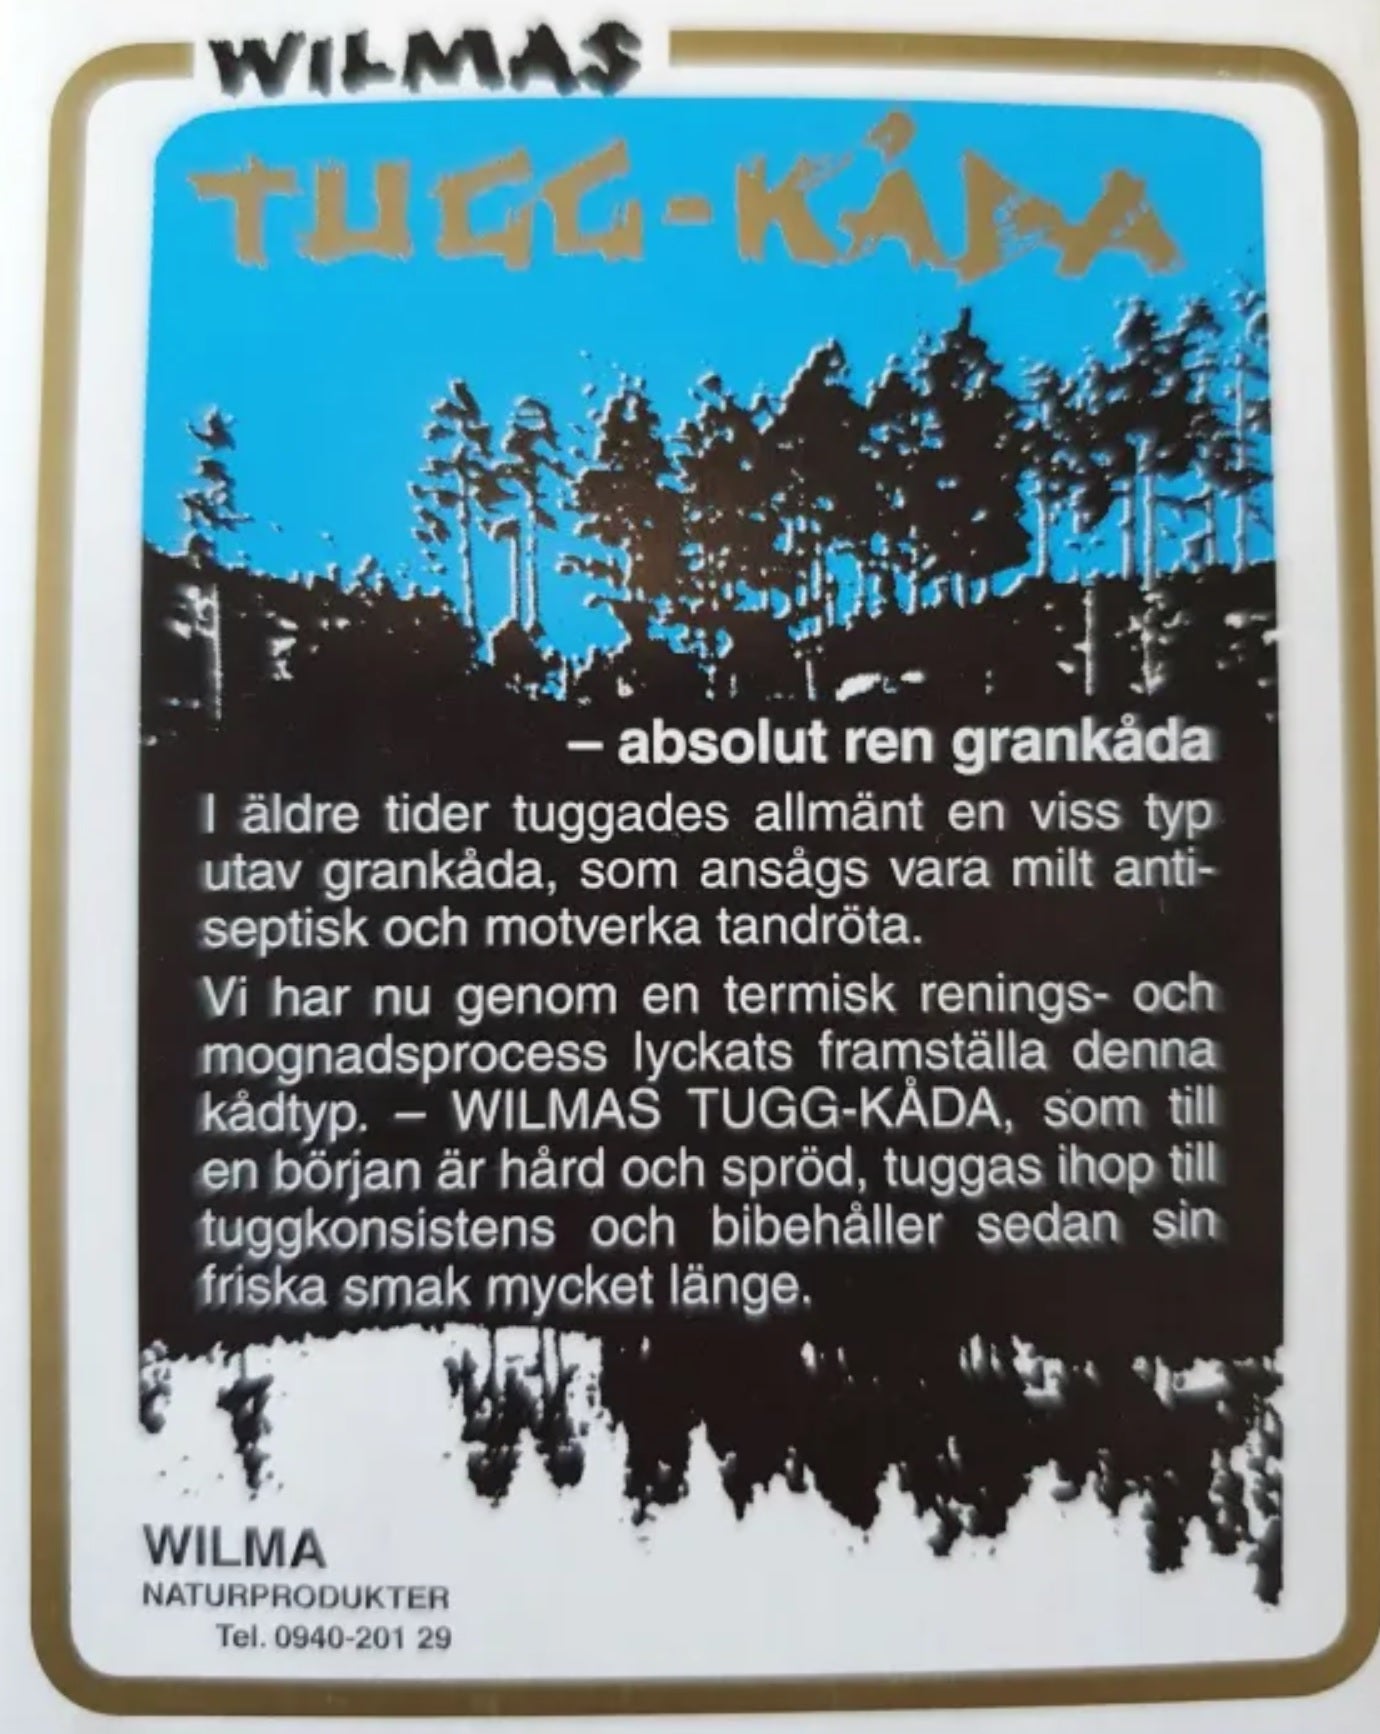 WILMAS
TUGG-KÅDA
– absolut ren grankåda
I äldre tider tuggades allmänt en viss typ
utav grankåda, som ansågs vara milt anti-
septisk och motverka tandröta.
Vi har nu genom en termisk renings- och
mognadsprocess lyckats framställa denna
kådtyp. – WILMAS TUGG-KÅDA, som till
en början är hård och spröd, tuggas ihop till
tuggkonsistens och bibehåller sedan sin
friska smak mycket länge.
WILMA
NATURPRODUKTER
Tel. 0940-201 29